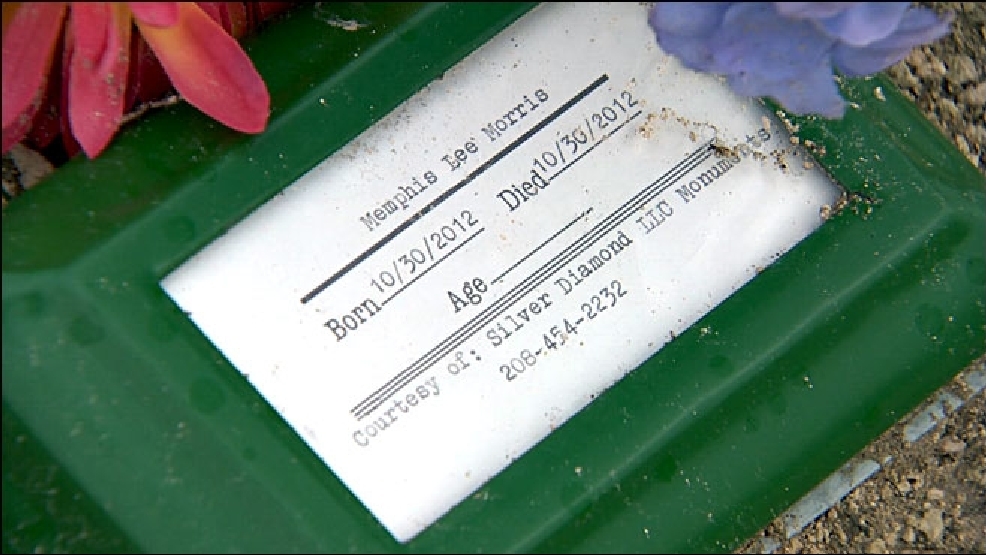 Memphis Lee Morris
Born 10/30/2012 Died 10/30/2012
Age
Courtesy of: Silver Diamond LLC Monuments
208-454-2232